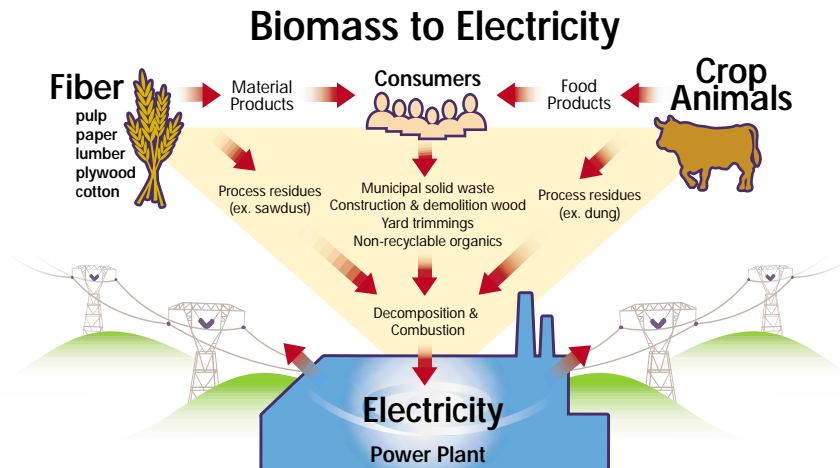 Biomass to Electricity
Fiber
pulp
paper
lumber
plywood
cotton
Material
Products
Consumers
Food
Products
Crop
Animals
Process residues
(ex. sawdust)
Municipal solid waste
Construction & demolition wood
Yard trimmings
Non-recyclable organics
Process residues
(ex. dung)
Decomposition &
Combustion
Electricity
Power Plant